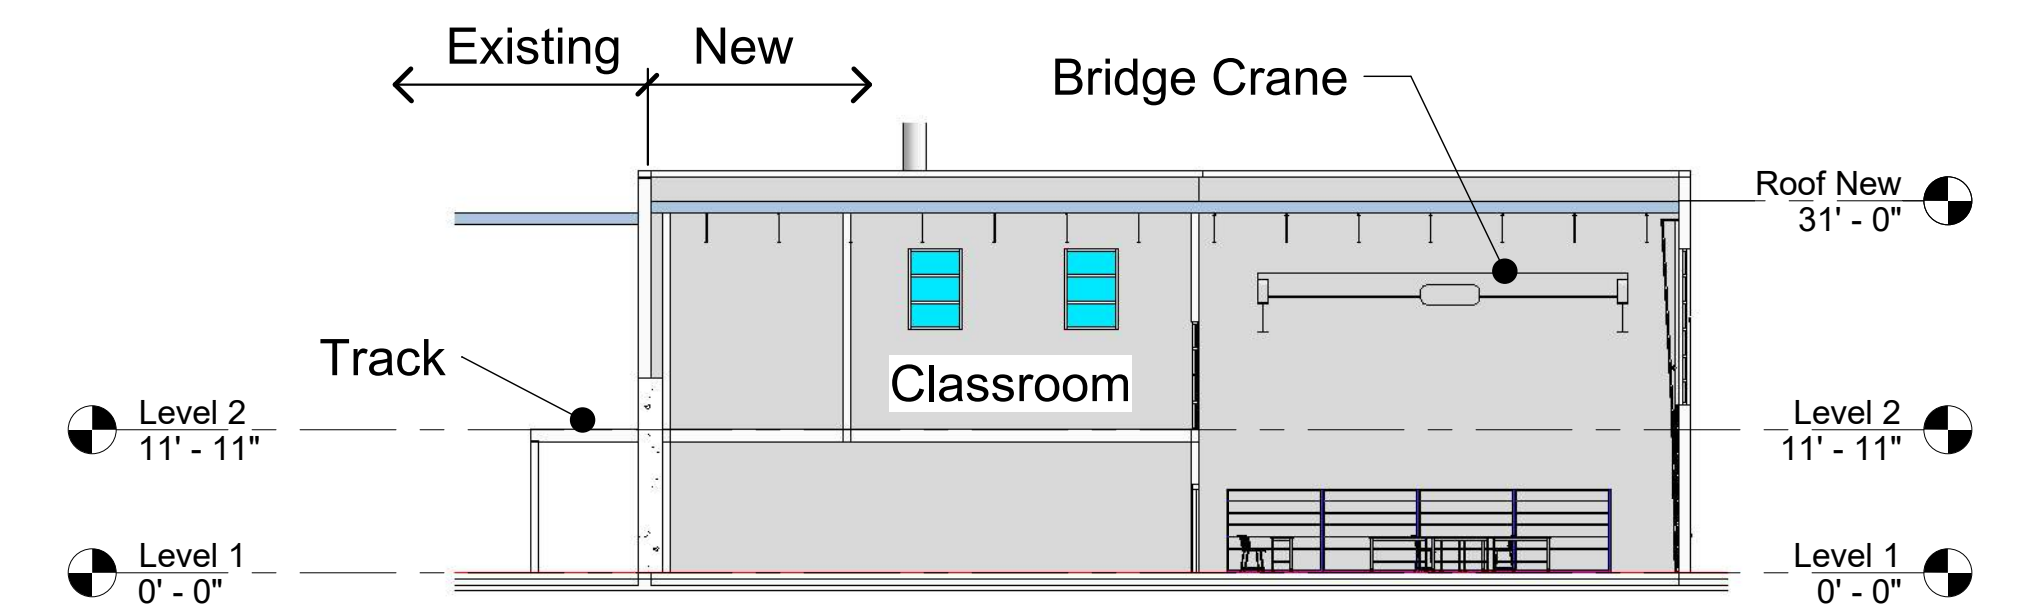 Existing New
Bridge Crane
Roof New
31' - 0"
Track
Classroom
Level 2
11' - 11"
Level 2
11' - 11"
Level 1
0' - 0"
Level 1
0' - 0"